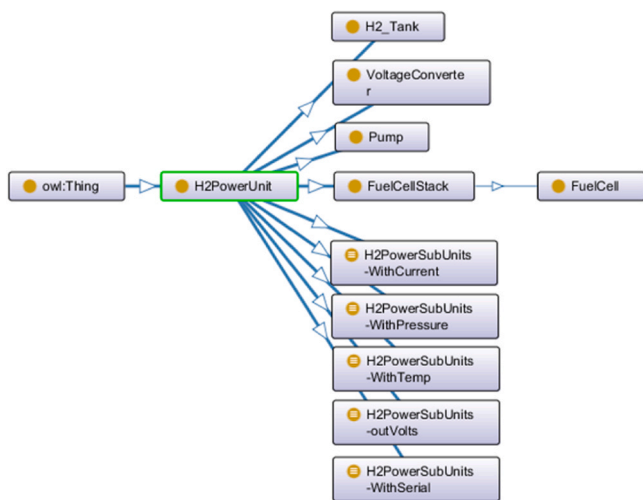 H2_Tank
VoltageConverte
r
Pump
owl:Thing
H2PowerUnit
FuelCellStack
FuelCell
H2PowerSubUnits
-WithCurrent
H2PowerSubUnits
-WithPressure
H2PowerSubUnits
-WithTemp
H2PowerSubUnits
-outVolts
H2PowerSubUnits
-WithSerial